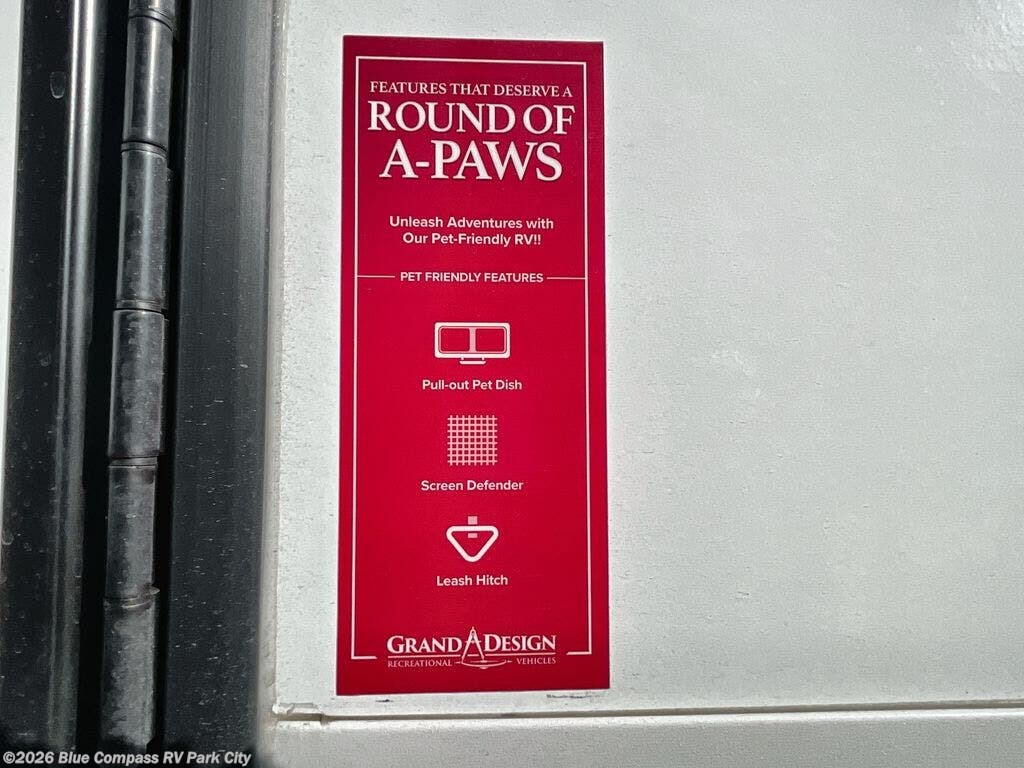 FEATURES THAT DESERVE A
ROUND OF
A-PAWS
Unleash Adventures with
Our Pet-Friendly RV!!
PET FRIENDLY FEATURES
Pull-out Pet Dish
Screen Defender
Leash Hitch
GRAND DESIGN
RECREATIONAL VEHICLES
©2026 Blue Compass RV Park City